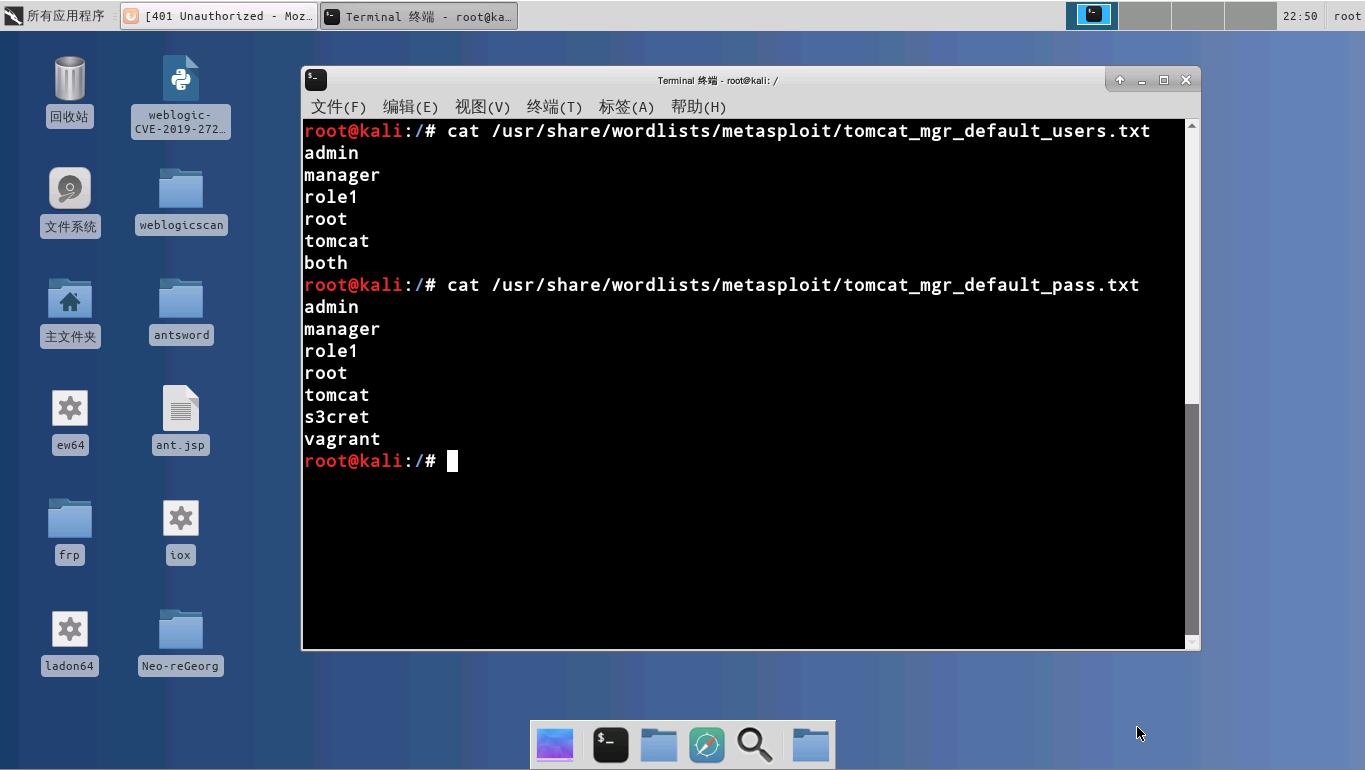 所有应用程序
[401 Unauthorized - Moz…
Terminal 终端 - root@ka…
22:50
root
回收站
weblogic-
CVE-2019-272…
文件系统
weblogicscan
主文件夹
antsword
ew64
ant.jsp
frp
iox
ladon64
Neo-reGeorg
Terminal 终端 - root@kali: /
文件(F) 编辑(E) 视图(V) 终端(T) 标签(A) 帮助(H)
root@kali:/# cat /usr/share/wordlists/metasploit/tomcat_mgr_default_users.txt
admin
manager
role1
root
tomcat
both
root@kali:/# cat /usr/share/wordlists/metasploit/tomcat_mgr_default_pass.txt
admin
manager
role1
root
tomcat
s3cret
vagrant
root@kali:/#